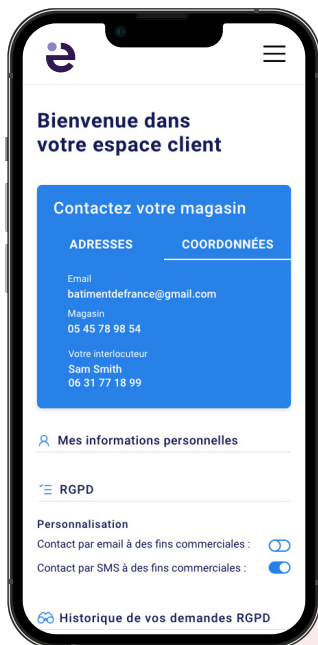 Bienvenue dans
votre espace client
Contactez votre magasin
ADRESSES COORDONNÉES
Email
batimentdefrance@gmail.com
Magasin
05 45 78 98 54
Votre interlocuteur
Sam Smith
06 31 77 18 99
Mes informations personnelles
RGPD
Personnalisation
Contact par email à des fins commerciales :
Contact par SMS à des fins commerciales :
Historique de vos demandes RGPD